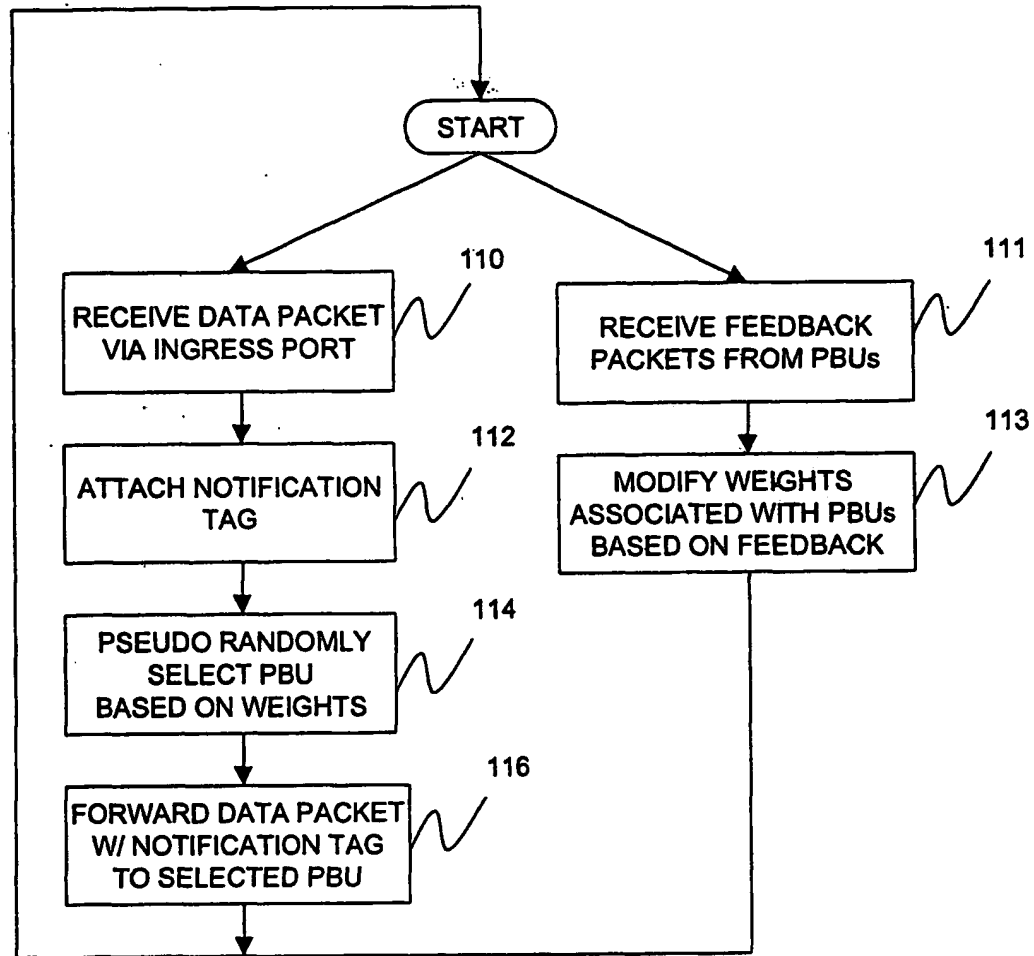 START
110
RECEIVE DATA PACKET
VIA INGRESS PORT
111
RECEIVE FEEDBACK
PACKETS FROM PBUs
112
ATTACH NOTIFICATION
TAG
113
MODIFY WEIGHTS
ASSOCIATED WITH PBUs
BASED ON FEEDBACK
114
PSEUDO RANDOMLY
SELECT PBU
BASED ON WEIGHTS
116
FORWARD DATA PACKET
W/ NOTIFICATION TAG
TO SELECTED PBU